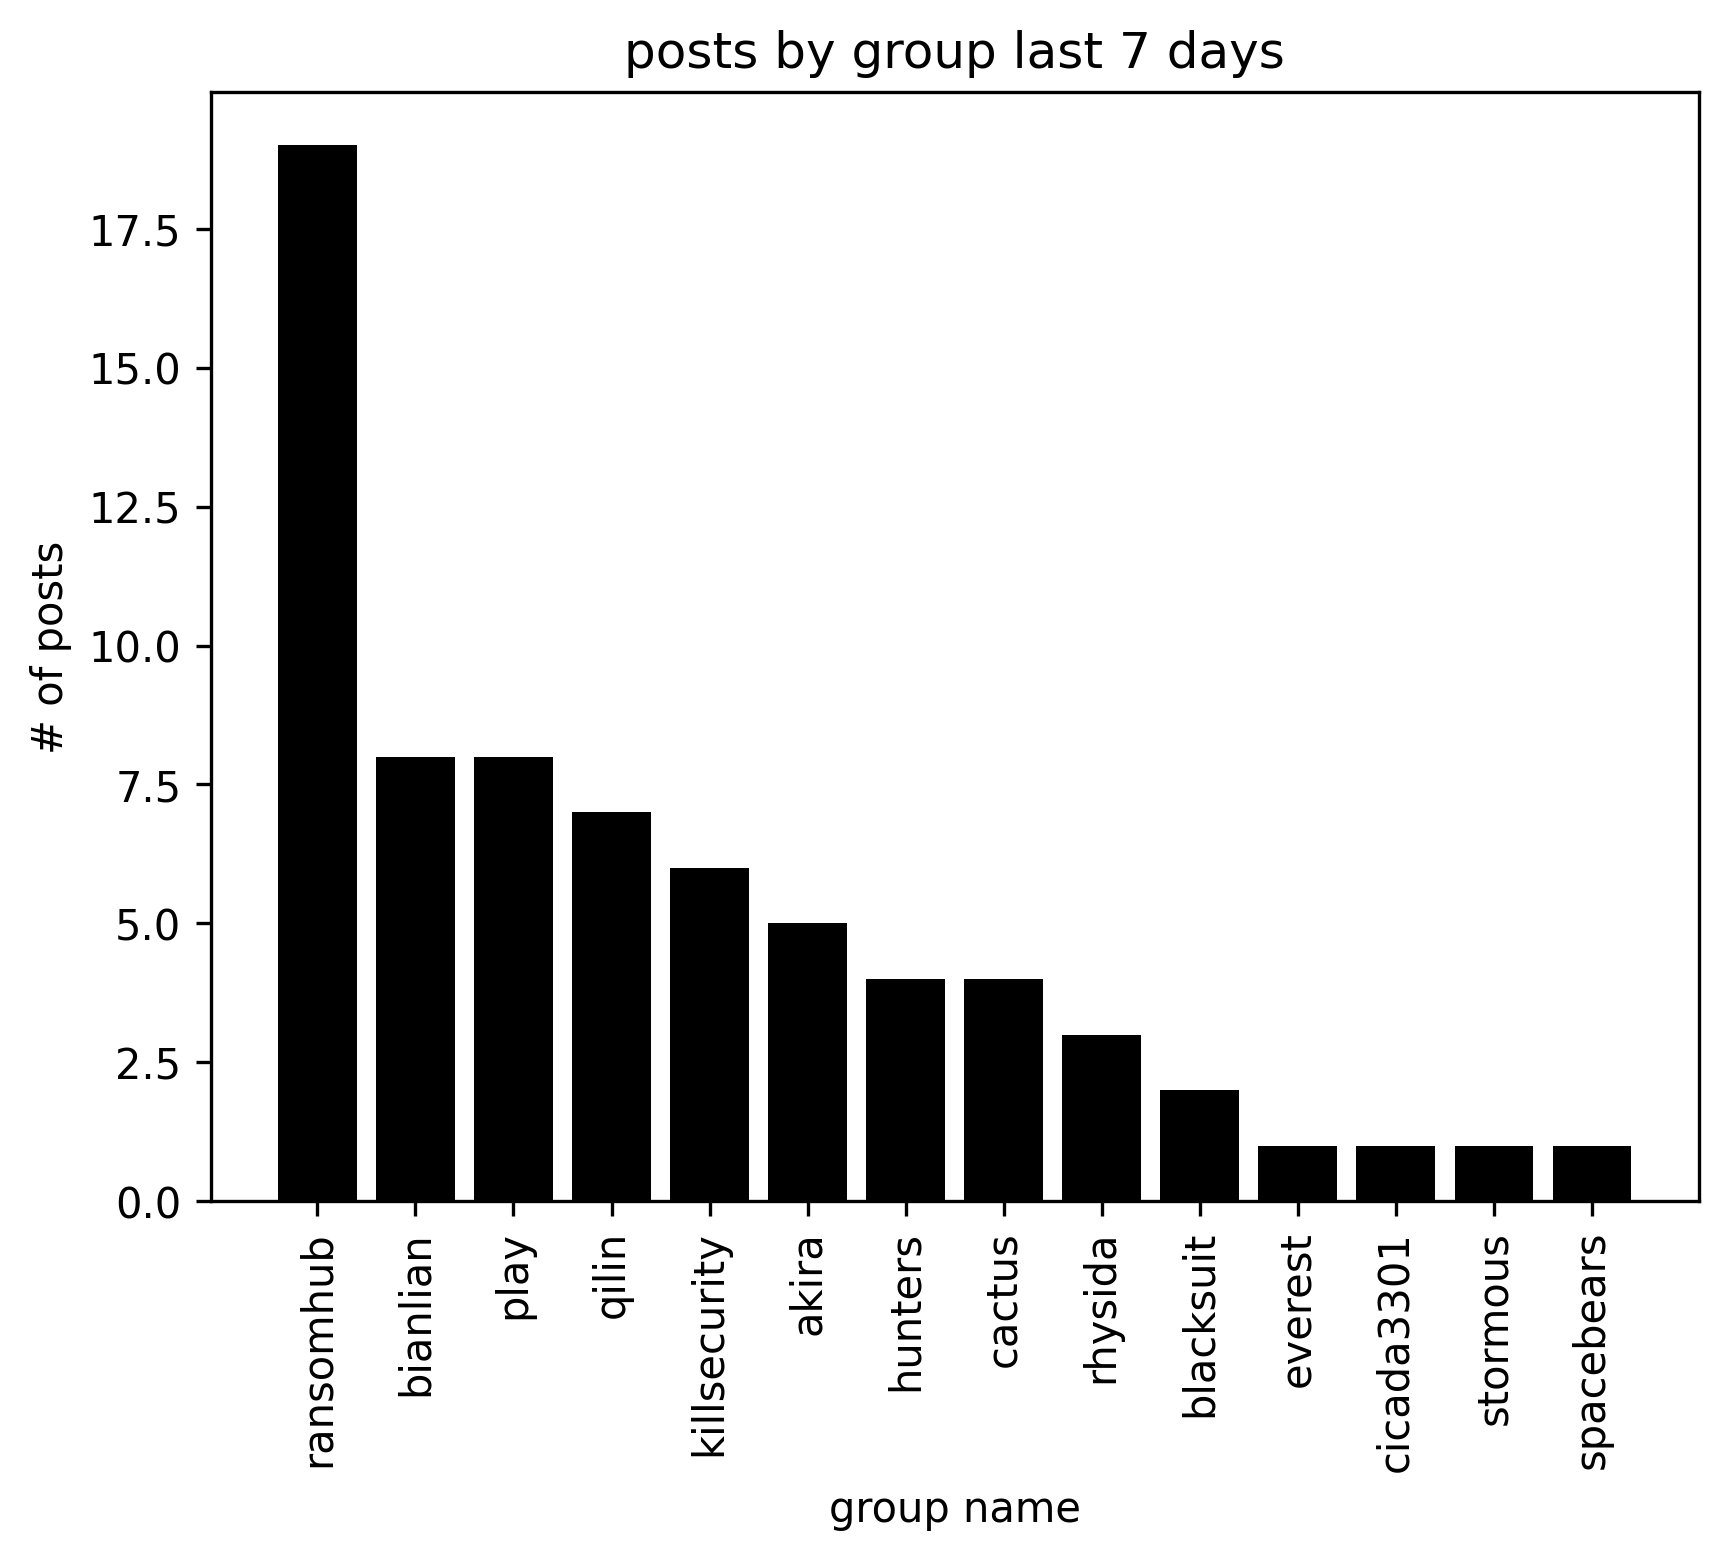 posts by group last 7 days
# of posts
17.5
15.0
12.5
10.0
7.5
5.0
2.5
0.0
ransomhub
bianlian
play
qilin
killsecurity
akira
hunters
cactus
rhysida
blacksuit
everest
cicada3301
stormous
spacebears
group name